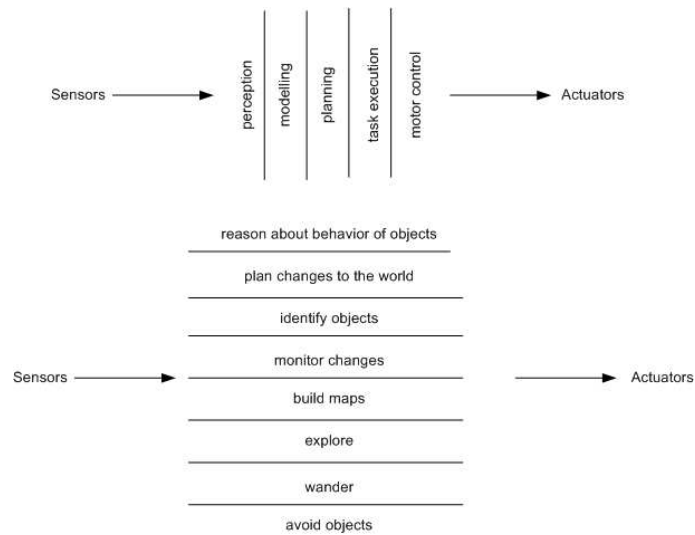 Sensors
perception
modelling
planning
task execution
motor control
Actuators
reason about behavior of objects
plan changes to the world
identify objects
monitor changes
Sensors
Actuators
build maps
explore
wander
avoid objects